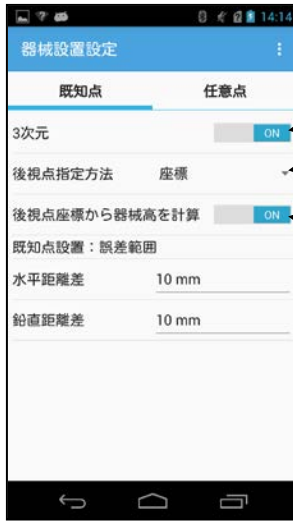 14:14
器械設置設定
既知点 任意点
3次元 ON
後視点指定方法 座標
後視点座標から器械高を計算 ON
既知点設置：誤差範囲
水平距離差 10 mm
鉛直距離差 10 mm